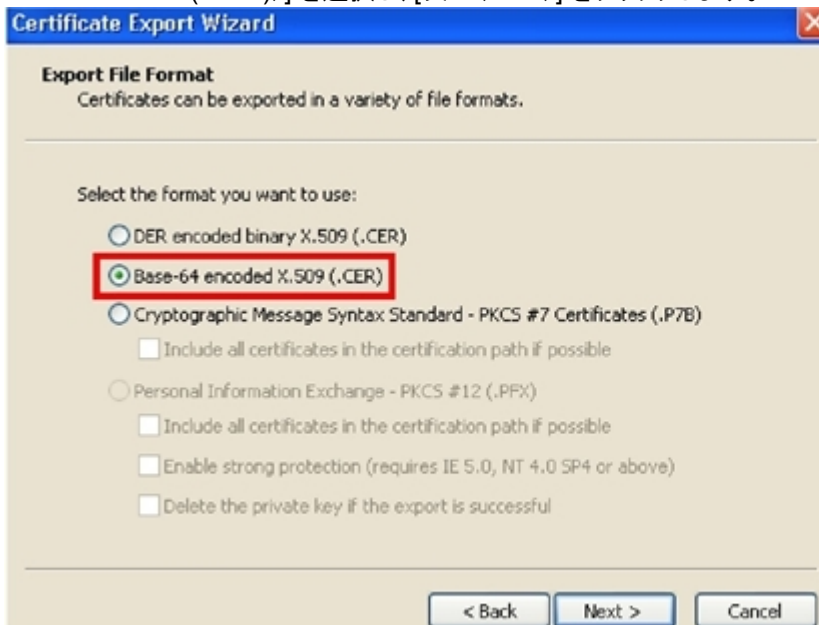 Certificate Export Wizard
Export File Format
Certificates can be exported in a variety of file formats.
Select the format you want to use:
DER encoded binary X.509 (.CER)
Base-64 encoded X.509 (.CER)
Cryptographic Message Syntax Standard - PKCS #7 Certificates (.P7B)
Include all certificates in the certification path if possible
Personal Information Exchange - PKCS #12 (.PFX)
Include all certificates in the certification path if possible
Enable strong protection (requires IE 5.0, NT 4.0 SP4 or above)
Delete the private key if the export is successful
< Back
Next >
Cancel